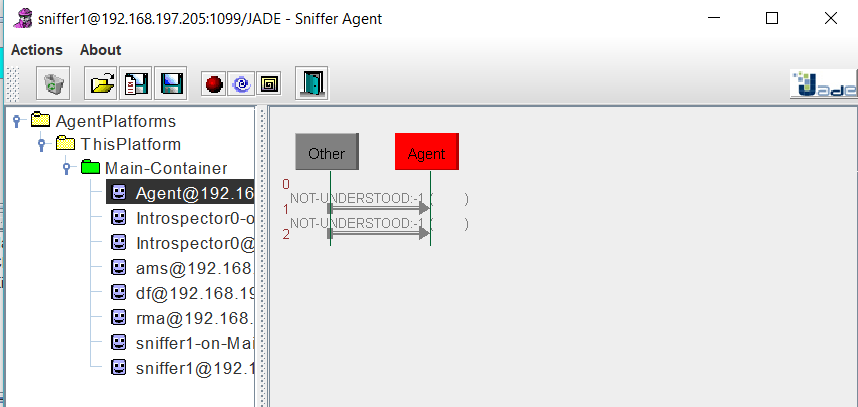 sniffer1@192.168.197.205:1099/JADE - Sniffer Agent
Actions About
Jade
AgentPlatforms
ThisPlatform
Main-Container
Agent@192.16
Introspector0-o
Introspector0@
ams@192.168.
df@192.168.19
rma@192.168.
sniffer1-on-Mai
sniffer1@192.1
Other Agent
0
NOT-UNDERSTOOD:-1 ( )
1
NOT-UNDERSTOOD:-1 ( )
2